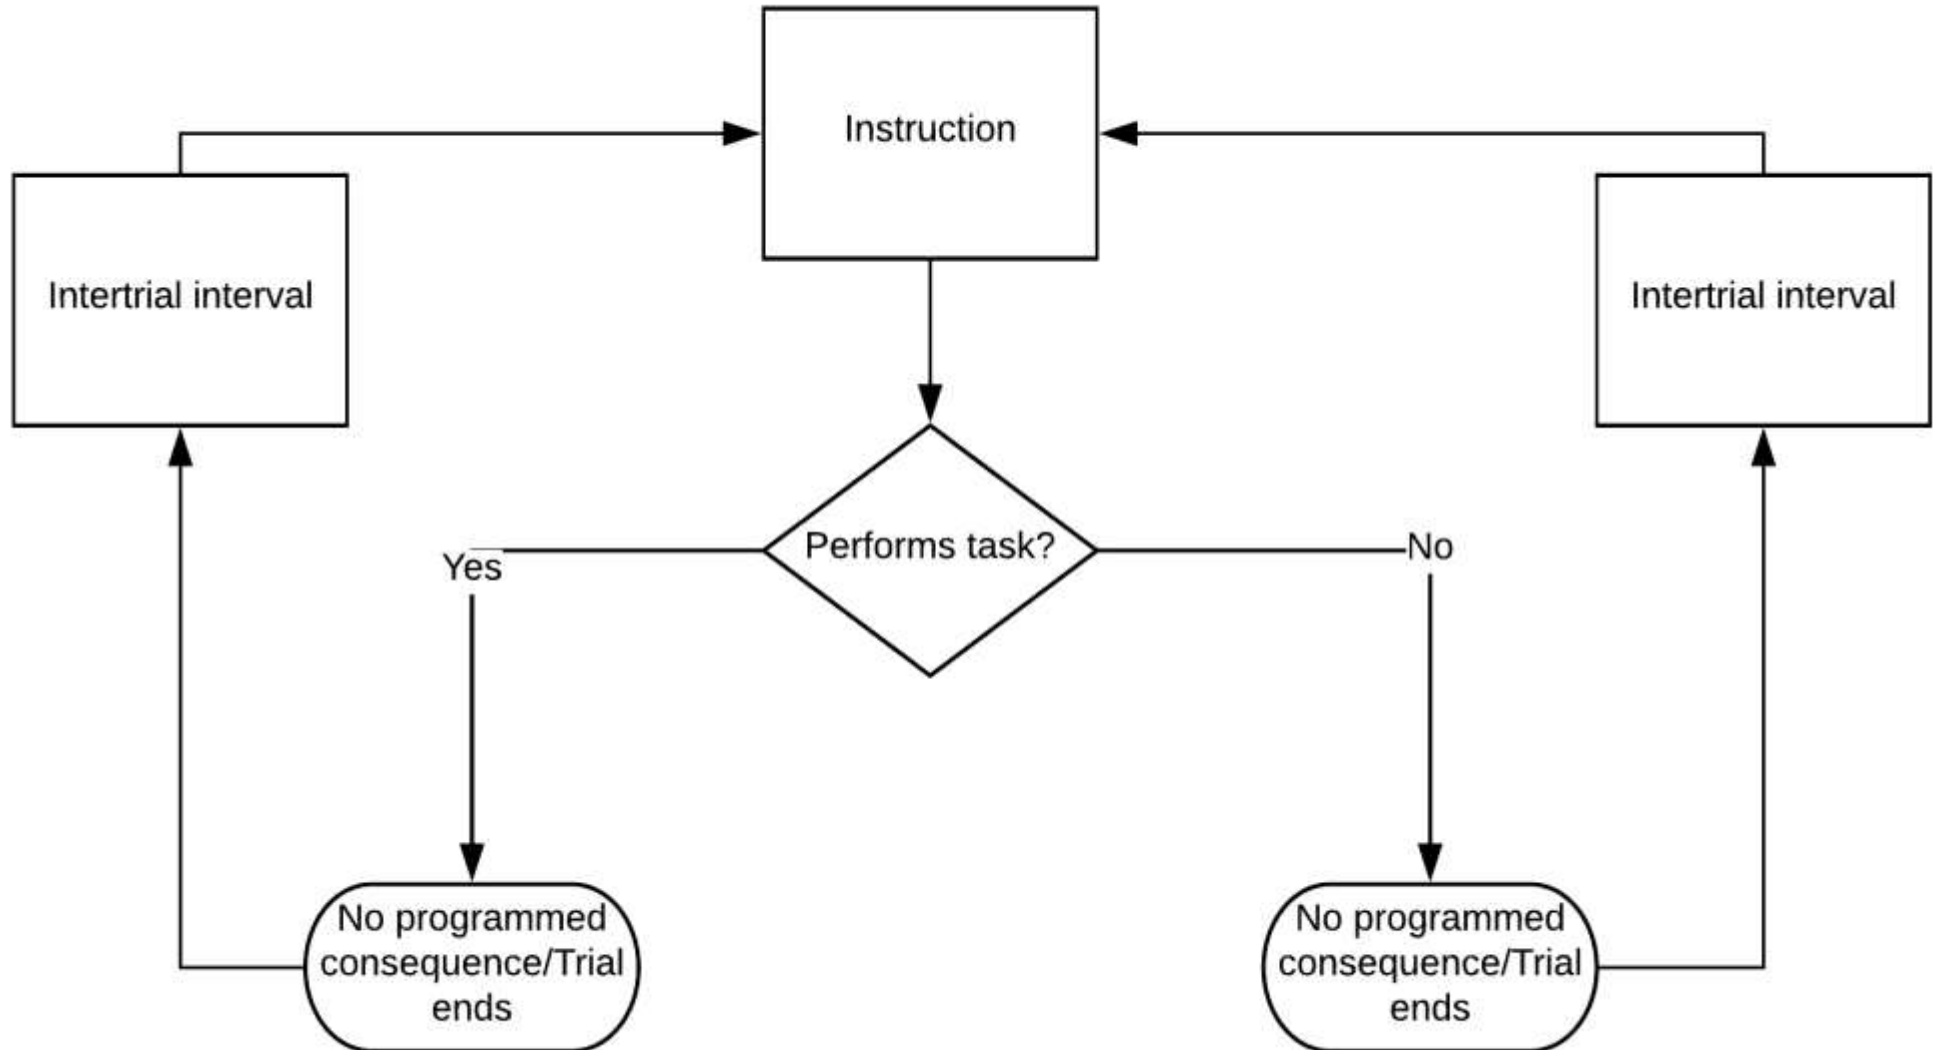 Instruction
Intertrial interval
Intertrial interval
Performs task?
Yes
No
No programmed
consequence/Trial
ends
No programmed
consequence/Trial
ends